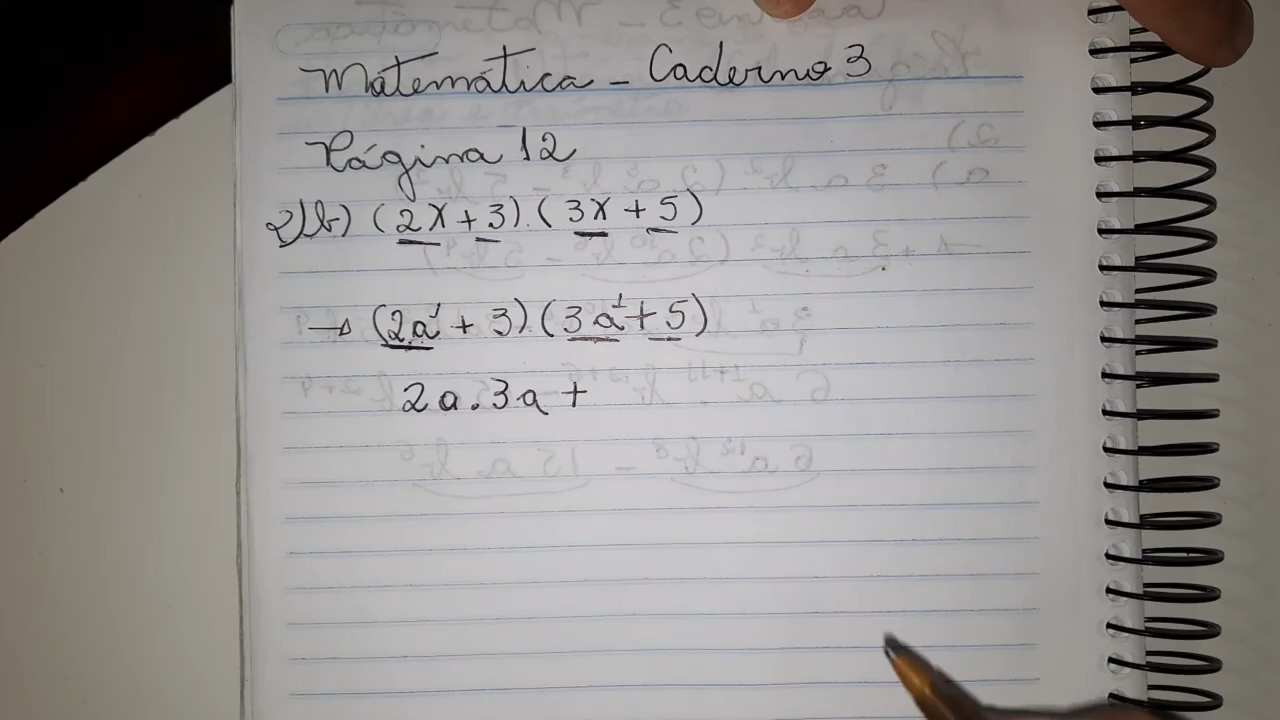 Matemática - Caderno 3
Página 12
2)b) (2x + 3).(3x + 5)
→ (2a¹ + 3).(3a¹ + 5)
2a.3a +